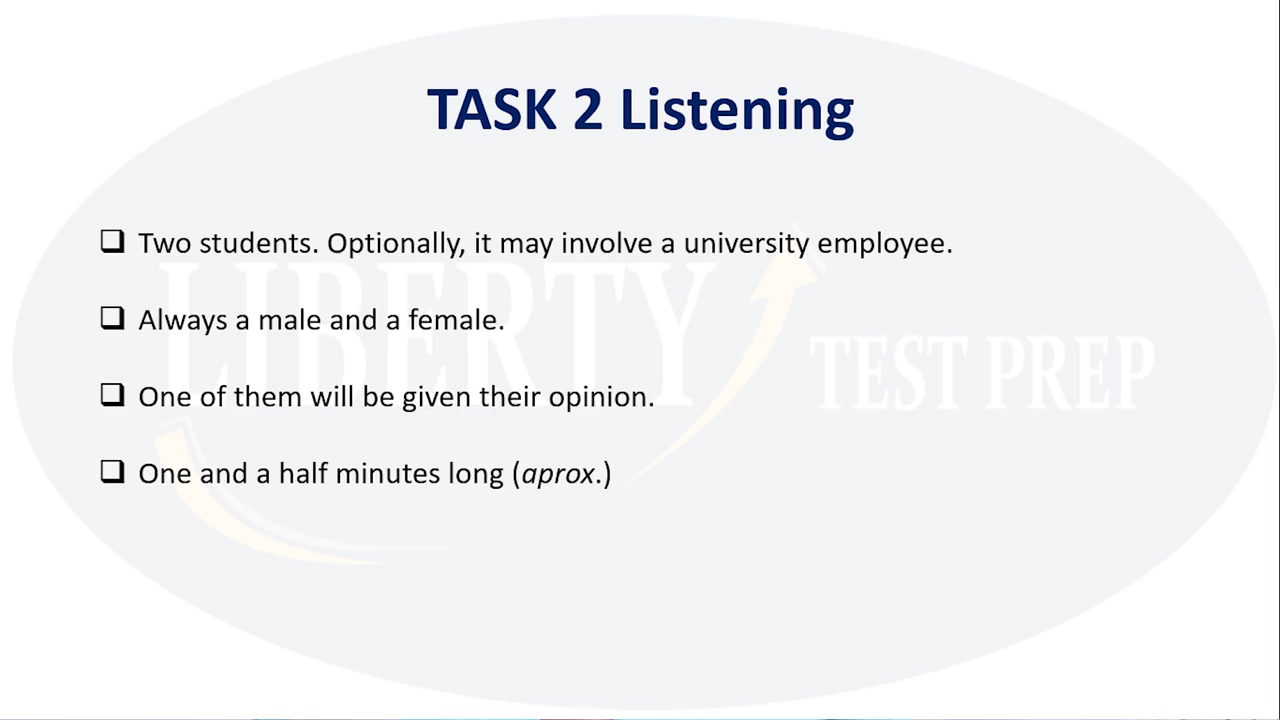 TASK 2 Listening
Two students. Optionally, it may involve a university employee.
Always a male and a female.
One of them will be given their opinion.
One and a half minutes long (aprox.)
LIBERTY TEST PREP